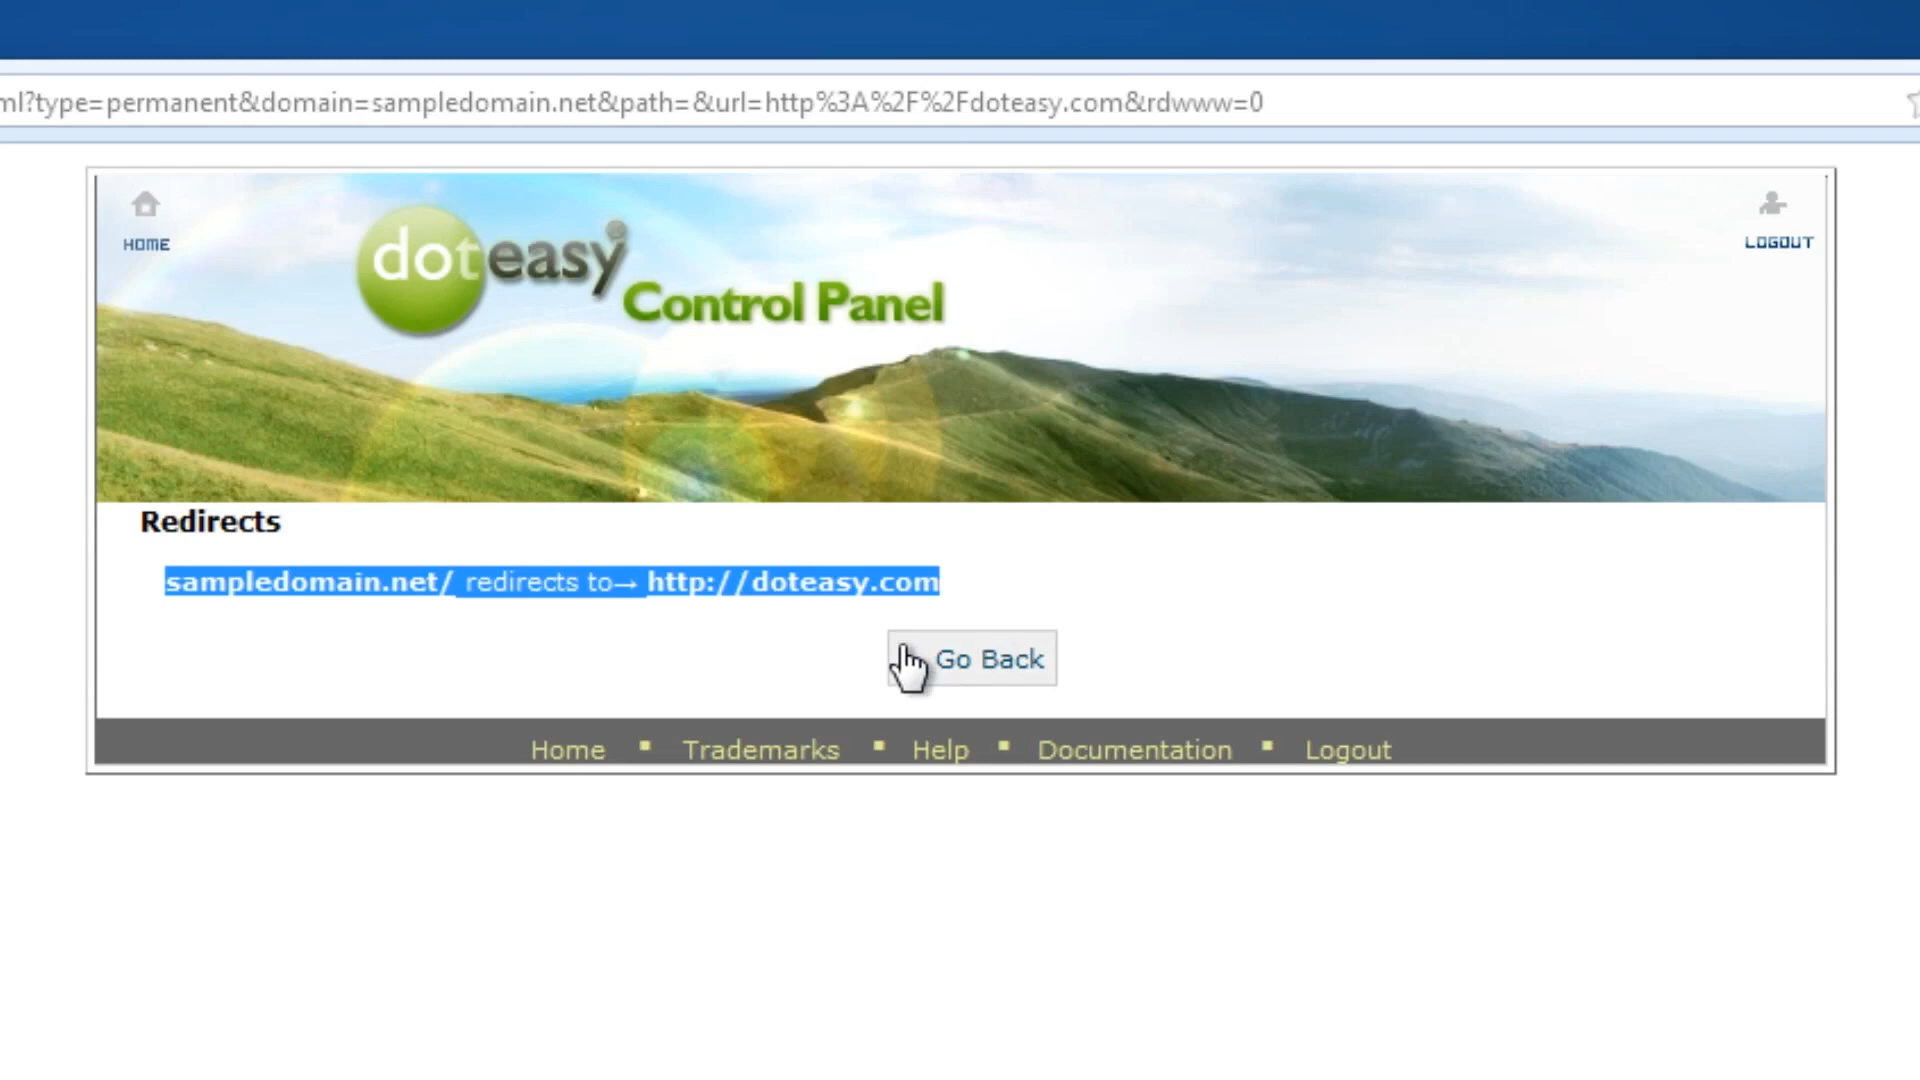 ml?type=permanent&domain=sampledomain.net&path=&url=http%3A%2F%2Fdoteasy.com&rdwww=0
HOME
LOGOUT
doteasy
Control Panel
Redirects
sampledomain.net/ redirects to→ http://doteasy.com
Go Back
Home ▪ Trademarks ▪ Help ▪ Documentation ▪ Logout